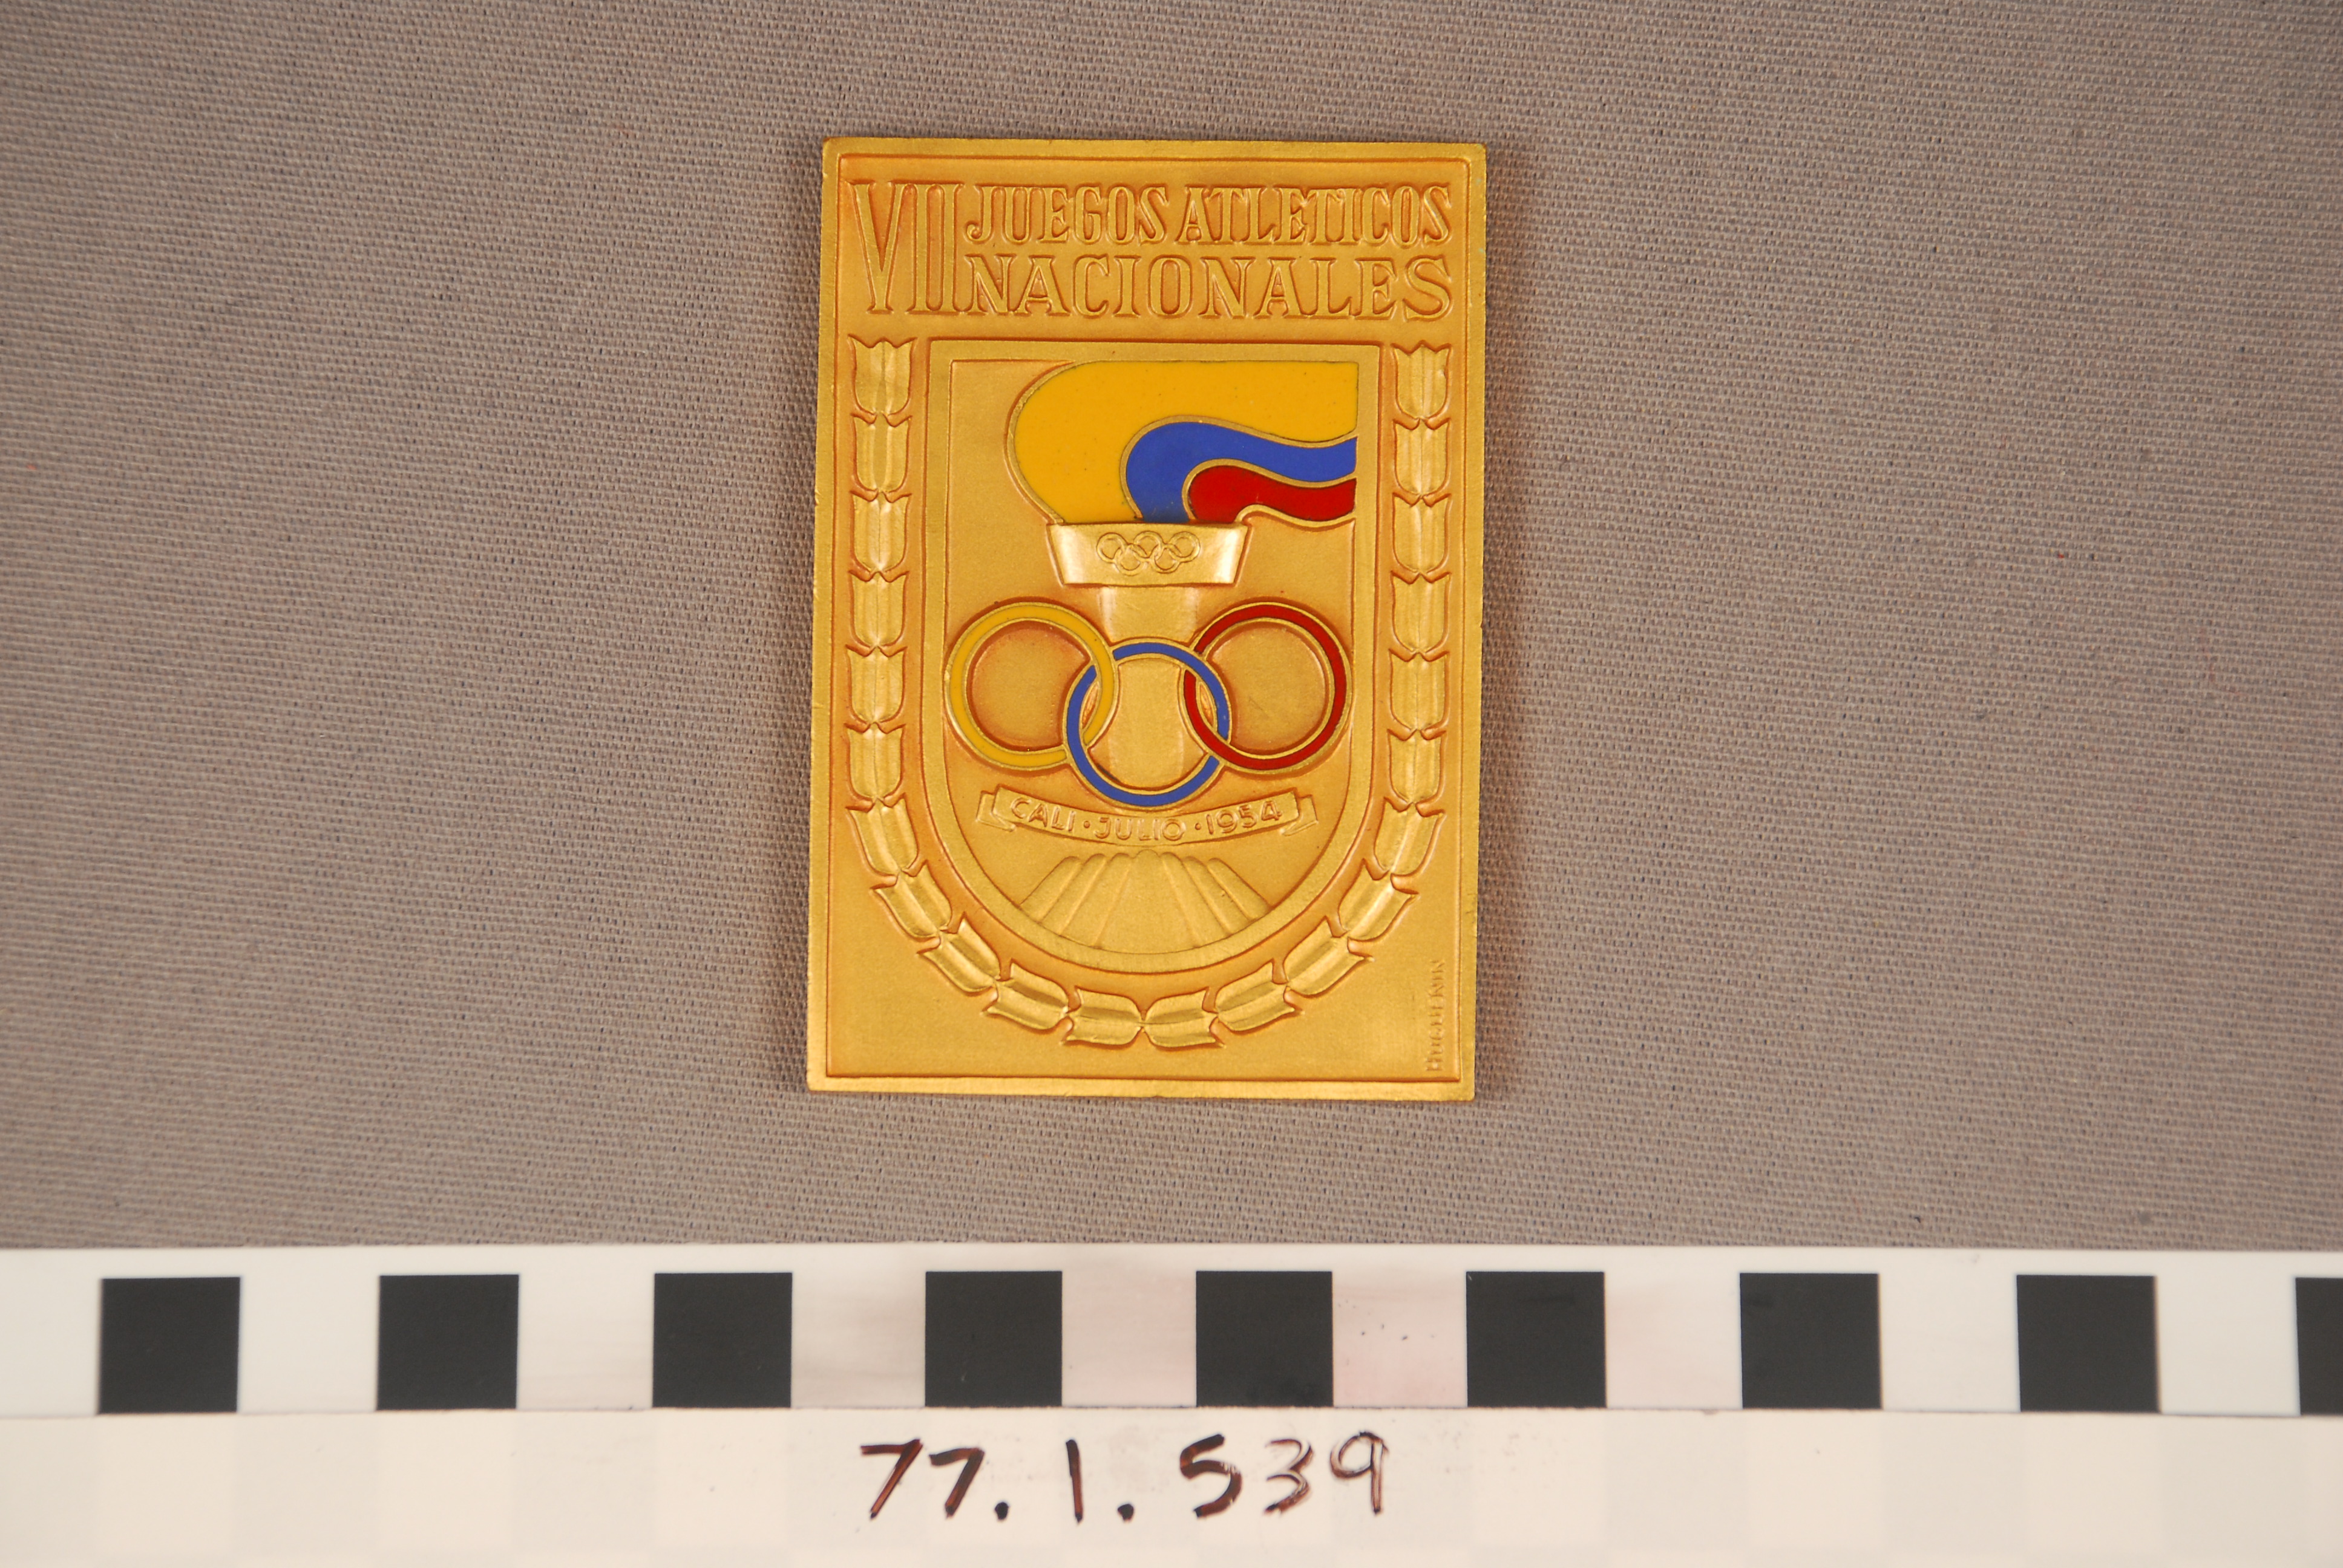 VII JUEGOS ATLETICOS
NACIONALES
CALI · JULIO · 1954
77.1.539